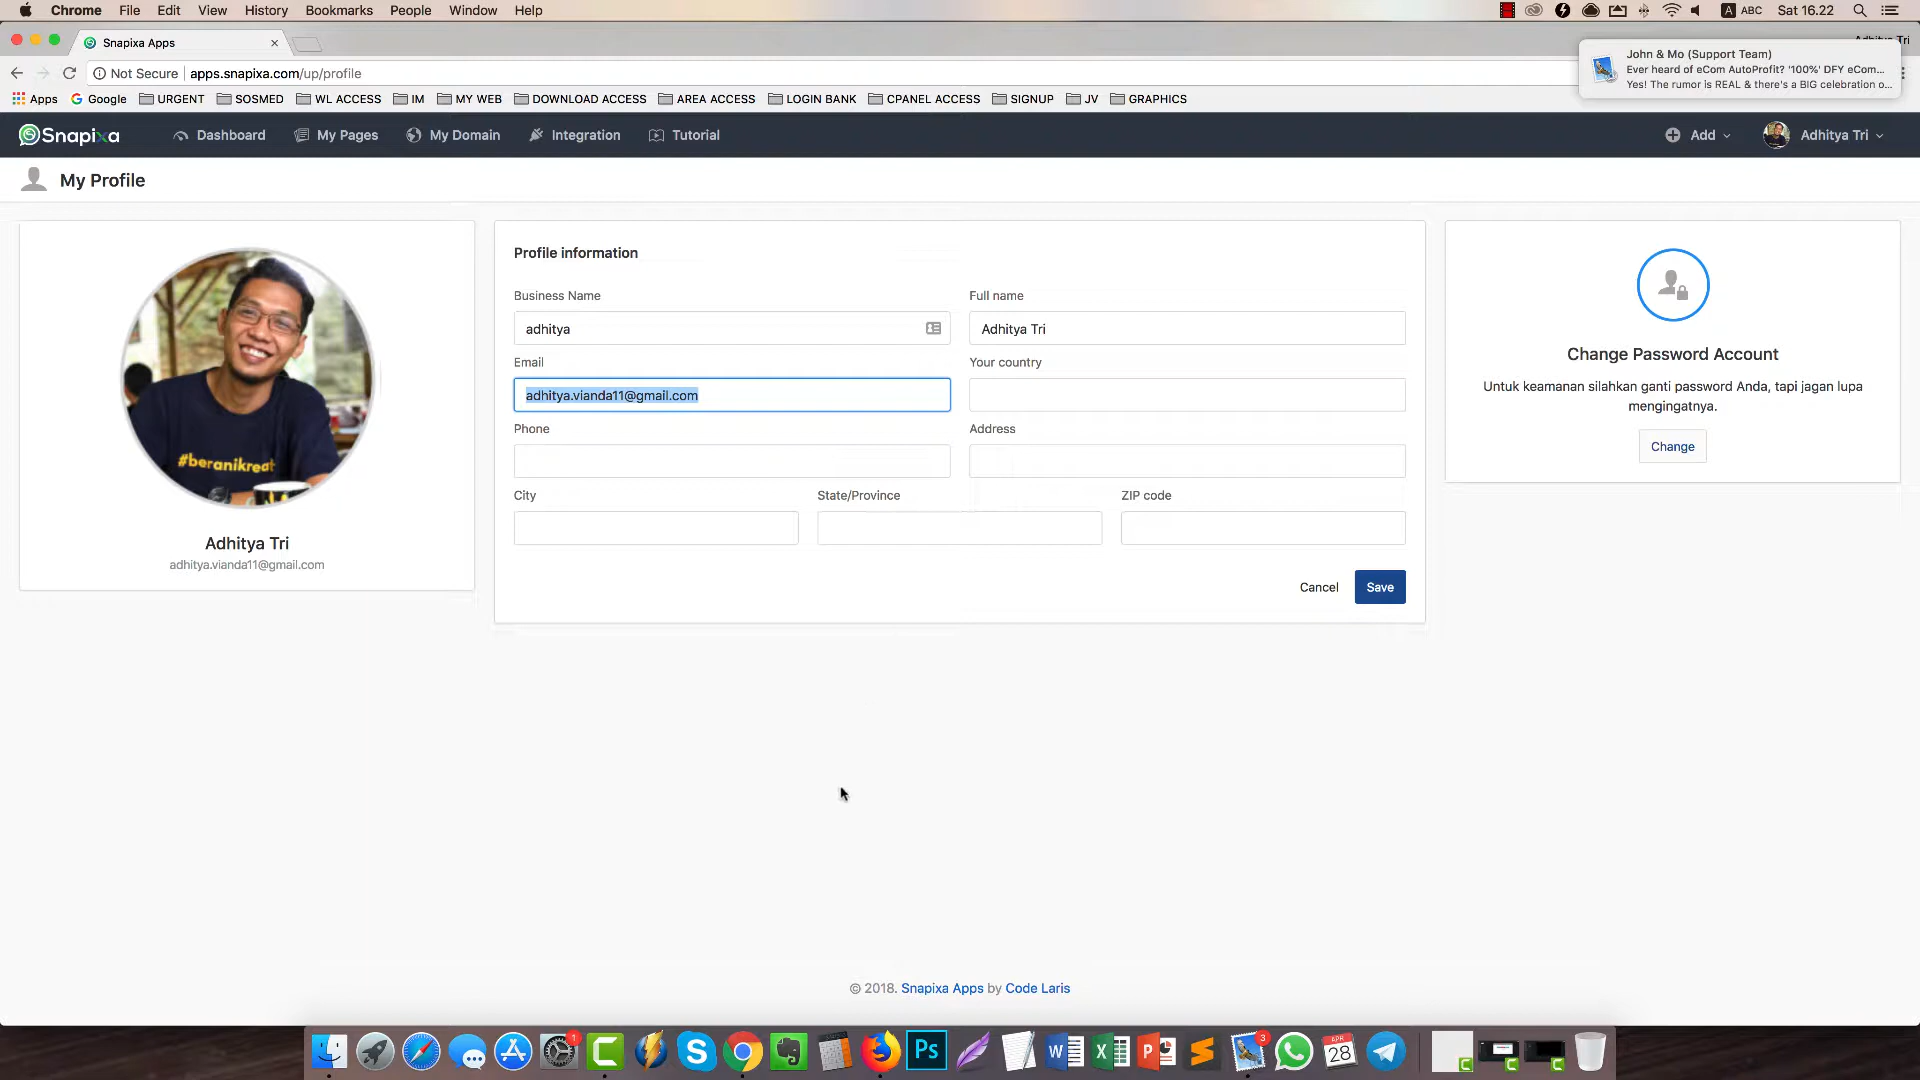 Chrome File Edit View History Bookmarks People Window Help
A ABC Sat 16.22
Snapixa Apps
Adhitya Tri
Not Secure apps.snapixa.com/up/profile
John & Mo (Support Team)
Ever heard of eCom AutoProfit? '100%' DFY eCom...
Yes! The rumor is REAL & there's a BIG celebration o...
Apps Google URGENT SOSMED WL ACCESS IM MY WEB DOWNLOAD ACCESS AREA ACCESS LOGIN BANK CPANEL ACCESS SIGNUP JV GRAPHICS
Snapixa Dashboard My Pages My Domain Integration Tutorial Add Adhitya Tri
My Profile
#beranikreat
Adhitya Tri
adhitya.vianda11@gmail.com
Profile information
Business Name Full name
adhitya Adhitya Tri
Email Your country
adhitya.vianda11@gmail.com
Phone Address
City State/Province ZIP code
Cancel Save
Change Password Account
Untuk keamanan silahkan ganti password Anda, tapi jagan lupa
mengingatnya.
Change
© 2018. Snapixa Apps by Code Laris
1
3
Ps
W
X
P
S
APR
28